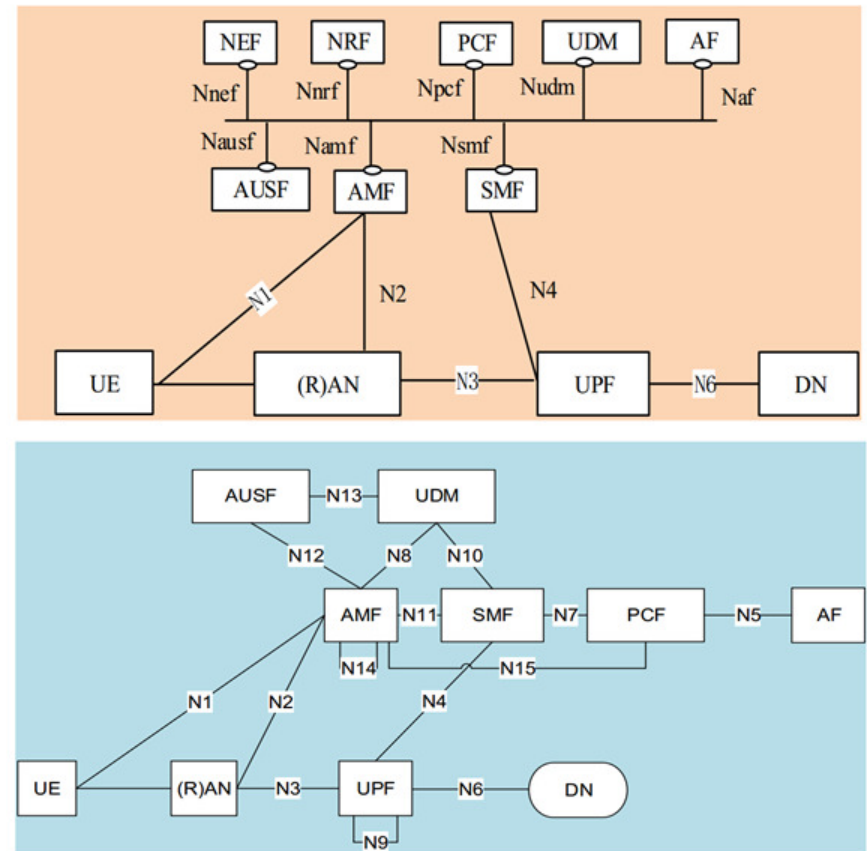 NEF NRF PCF UDM AF
Nnef Nnrf Npcf Nudm Naf
Nausf Namf Nsmf
AUSF AMF SMF
N1 N2 N4
UE (R)AN N3 UPF N6 DN
AUSF N13 UDM
N12 N8 N10
AMF N11 SMF N7 PCF N5 AF
N14 N15
N1 N2 N4
UE (R)AN N3 UPF N6 DN
N9